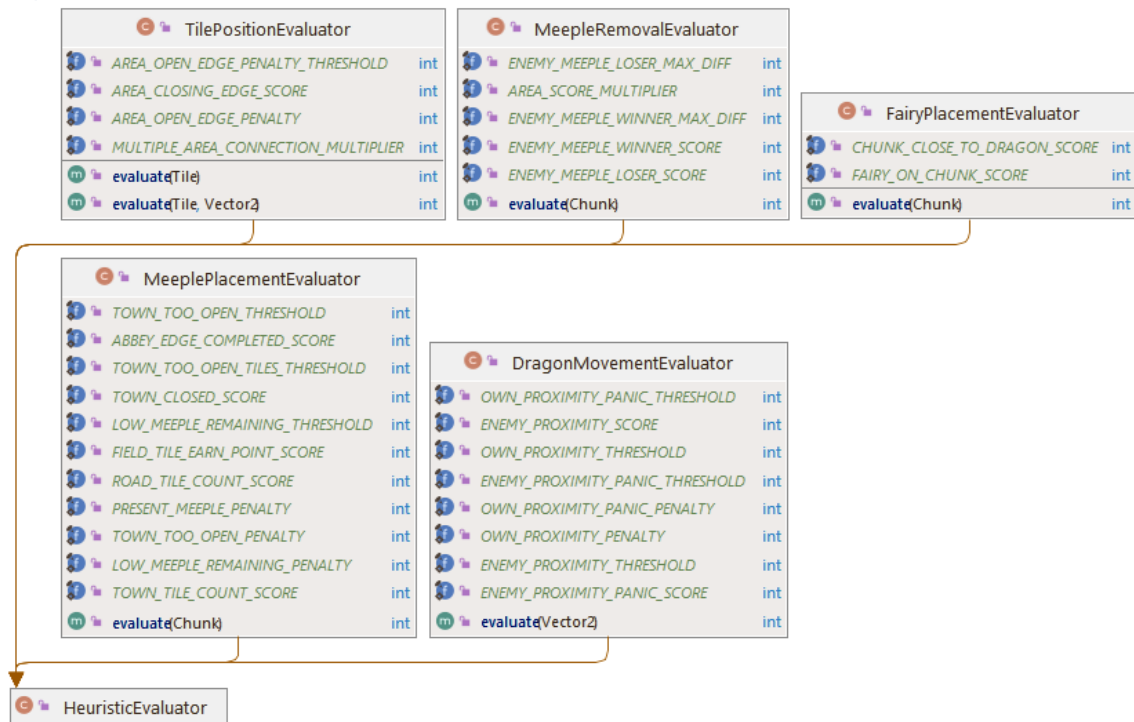 TilePositionEvaluator
AREA_OPEN_EDGE_PENALTY_THRESHOLD int
AREA_CLOSING_EDGE_SCORE int
AREA_OPEN_EDGE_PENALTY int
MULTIPLE_AREA_CONNECTION_MULTIPLIER int
evaluate(Tile) int
evaluate(Tile, Vector2) int
MeepleRemovalEvaluator
ENEMY_MEEPLE_LOSER_MAX_DIFF int
AREA_SCORE_MULTIPLIER int
ENEMY_MEEPLE_WINNER_MAX_DIFF int
ENEMY_MEEPLE_WINNER_SCORE int
ENEMY_MEEPLE_LOSER_SCORE int
evaluate(Chunk) int
FairyPlacementEvaluator
CHUNK_CLOSE_TO_DRAGON_SCORE int
FAIRY_ON_CHUNK_SCORE int
evaluate(Chunk) int
MeeplePlacementEvaluator
TOWN_TOO_OPEN_THRESHOLD int
ABBEY_EDGE_COMPLETED_SCORE int
TOWN_TOO_OPEN_TILES_THRESHOLD int
TOWN_CLOSED_SCORE int
LOW_MEEPLE_REMAINING_THRESHOLD int
FIELD_TILE_EARN_POINT_SCORE int
ROAD_TILE_COUNT_SCORE int
PRESENT_MEEPLE_PENALTY int
TOWN_TOO_OPEN_PENALTY int
LOW_MEEPLE_REMAINING_PENALTY int
TOWN_TILE_COUNT_SCORE int
evaluate(Chunk) int
DragonMovementEvaluator
OWN_PROXIMITY_PANIC_THRESHOLD int
ENEMY_PROXIMITY_SCORE int
OWN_PROXIMITY_THRESHOLD int
ENEMY_PROXIMITY_PANIC_THRESHOLD int
OWN_PROXIMITY_PANIC_PENALTY int
OWN_PROXIMITY_PENALTY int
ENEMY_PROXIMITY_THRESHOLD int
ENEMY_PROXIMITY_PANIC_SCORE int
evaluate(Vector2) int
HeuristicEvaluator